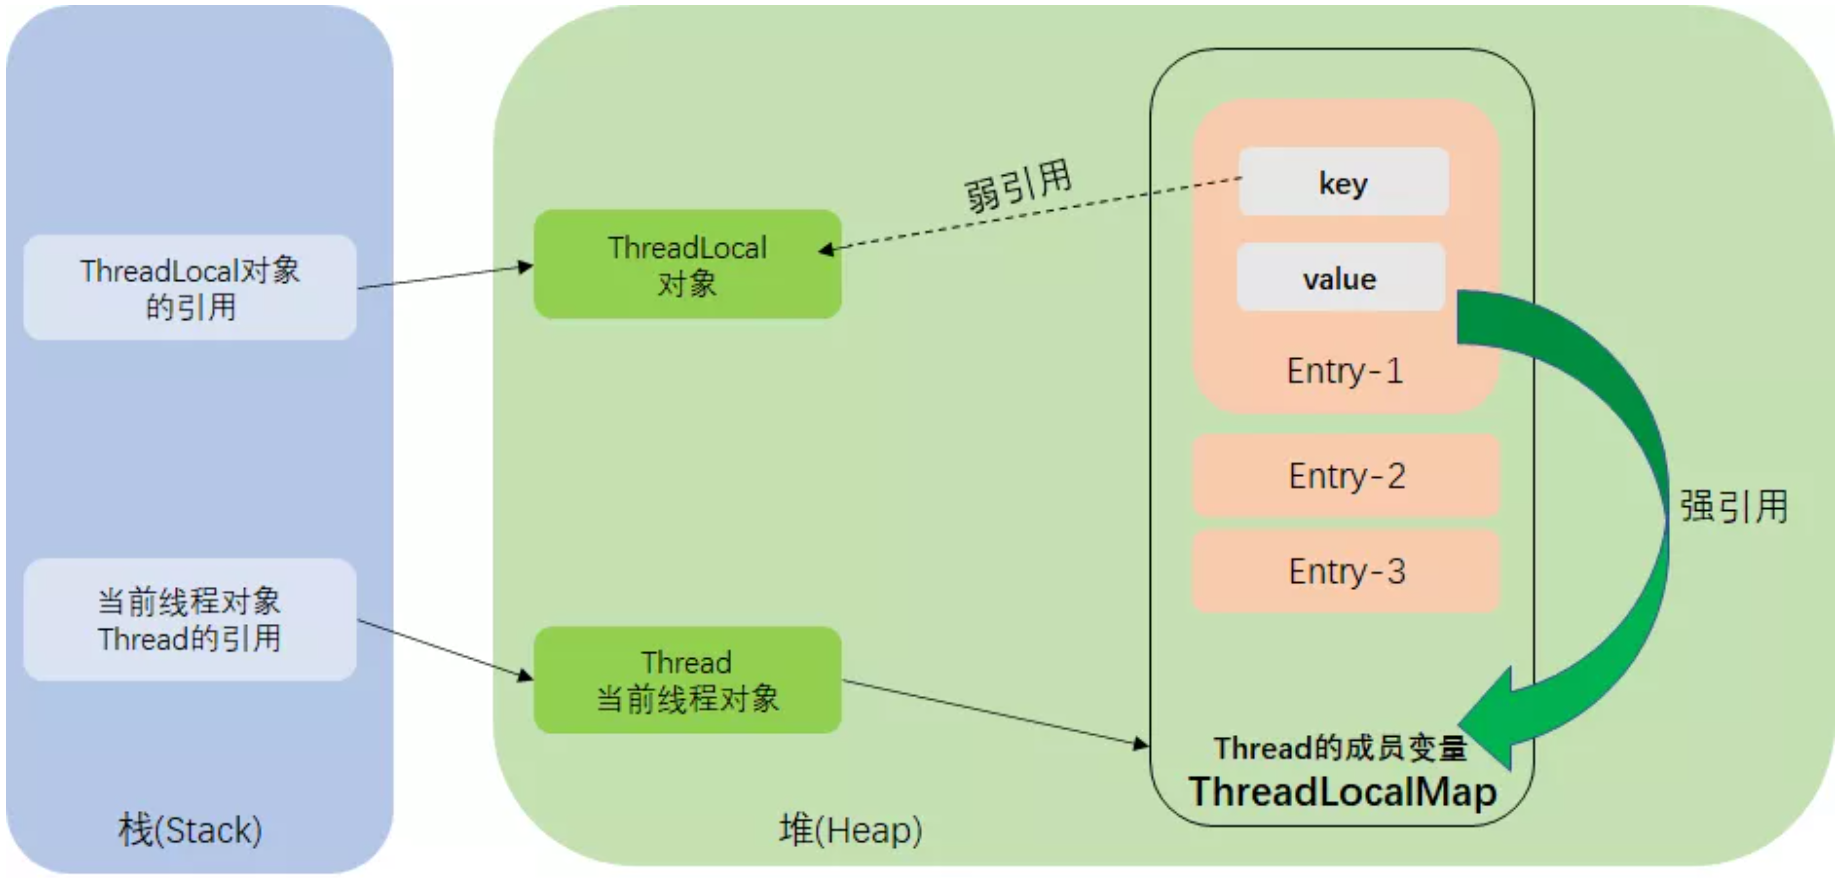 ThreadLocal对象
的引用
当前线程对象
Thread的引用
栈(Stack)
ThreadLocal
对象
弱引用
Thread
当前线程对象
堆(Heap)
key
value
Entry-1
Entry-2
Entry-3
强引用
Thread的成员变量
ThreadLocalMap